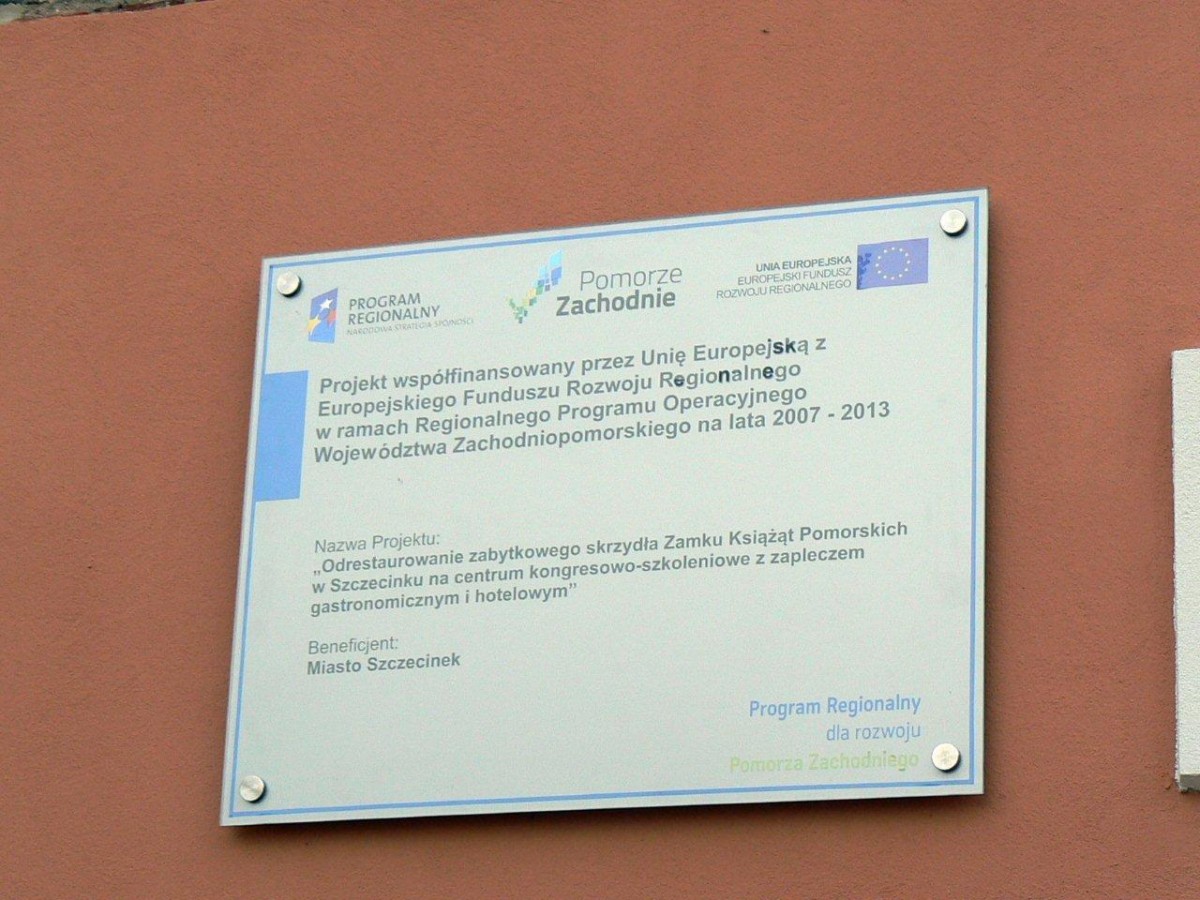 PROGRAM
REGIONALNY
NARODOWA STRATEGIA SPÓJNOŚCI
Pomorze
Zachodnie
UNIA EUROPEJSKA
EUROPEJSKI FUNDUSZ
ROZWOJU REGIONALNEGO
Projekt współfinansowany przez Unię Europejską z
Europejskiego Funduszu Rozwoju Regionalnego
w ramach Regionalnego Programu Operacyjnego
Województwa Zachodniopomorskiego na lata 2007 - 2013
Nazwa Projektu:
„Odrestaurowanie zabytkowego skrzydła Zamku Książąt Pomorskich
w Szczecinku na centrum kongresowo-szkoleniowe z zapleczem
gastronomicznym i hotelowym”
Beneficjent:
Miasto Szczecinek
Program Regionalny
dla rozwoju
Pomorza Zachodniego